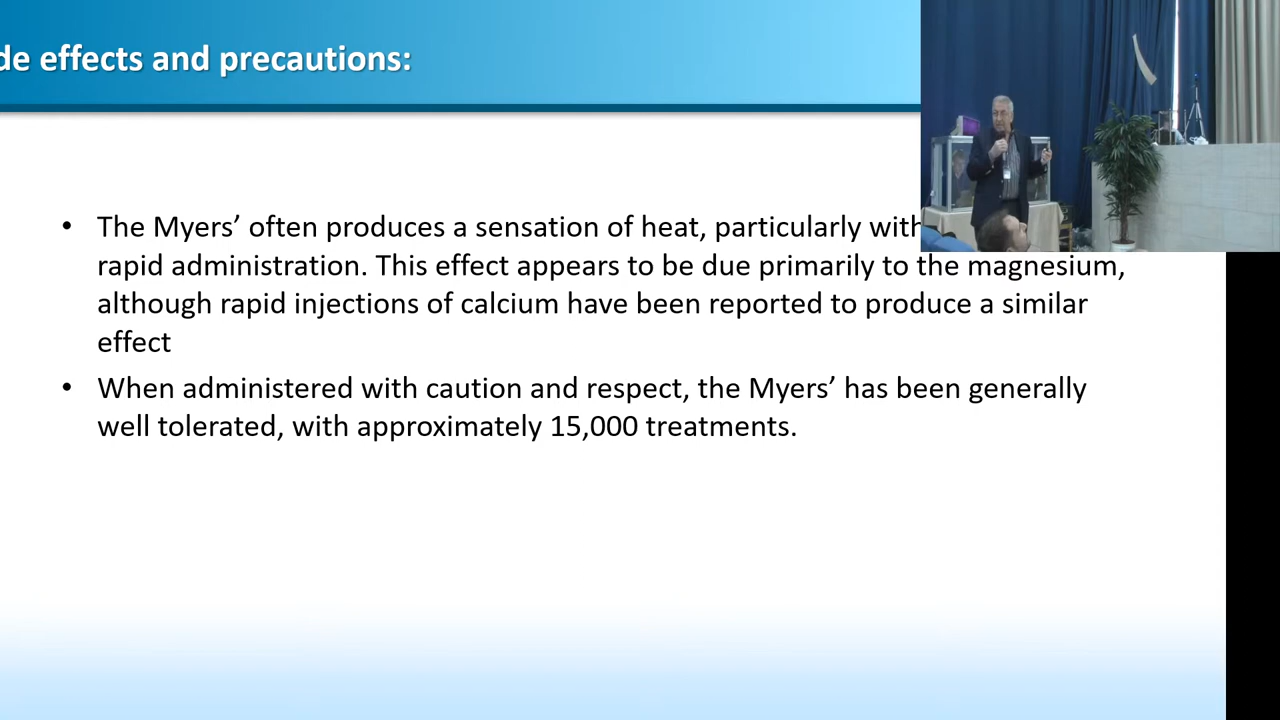 de effects and precautions:
• The Myers’ often produces a sensation of heat, particularly with
rapid administration. This effect appears to be due primarily to the magnesium,
although rapid injections of calcium have been reported to produce a similar
effect
• When administered with caution and respect, the Myers’ has been generally
well tolerated, with approximately 15,000 treatments.